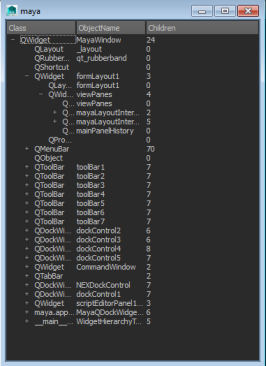 maya
Class ObjectName Children
QWidget MayaWindow 24
QLayout _layout 0
QRubber... qt_rubberband 0
QShortcut 0
QWidget formLayout1 3
QLay... formLayout1 0
QWid... viewPanes 4
Q... viewPanes 0
Q... mayaLayoutInter... 2
Q... mayaLayoutInter... 5
Q... mainPanelHistory 0
QPro... 0
QMenuBar 70
QObject 0
QToolBar toolBar1 7
QToolBar toolBar2 7
QToolBar toolBar3 7
QToolBar toolBar4 7
QToolBar toolBar5 7
QToolBar toolBar6 7
QToolBar toolBar7 7
QDockWi... dockControl2 6
QDockWi... dockControl3 6
QDockWi... dockControl4 8
QDockWi... dockControl5 7
QWidget CommandWindow 2
QTabBar 2
QDockWi... NEXDockControl 7
QDockWi... dockControl1 7
QWidget scriptEditorPanel1... 3
maya.app... MayaQDockWidge... 6
__main__... WidgetHierarchyT... 5